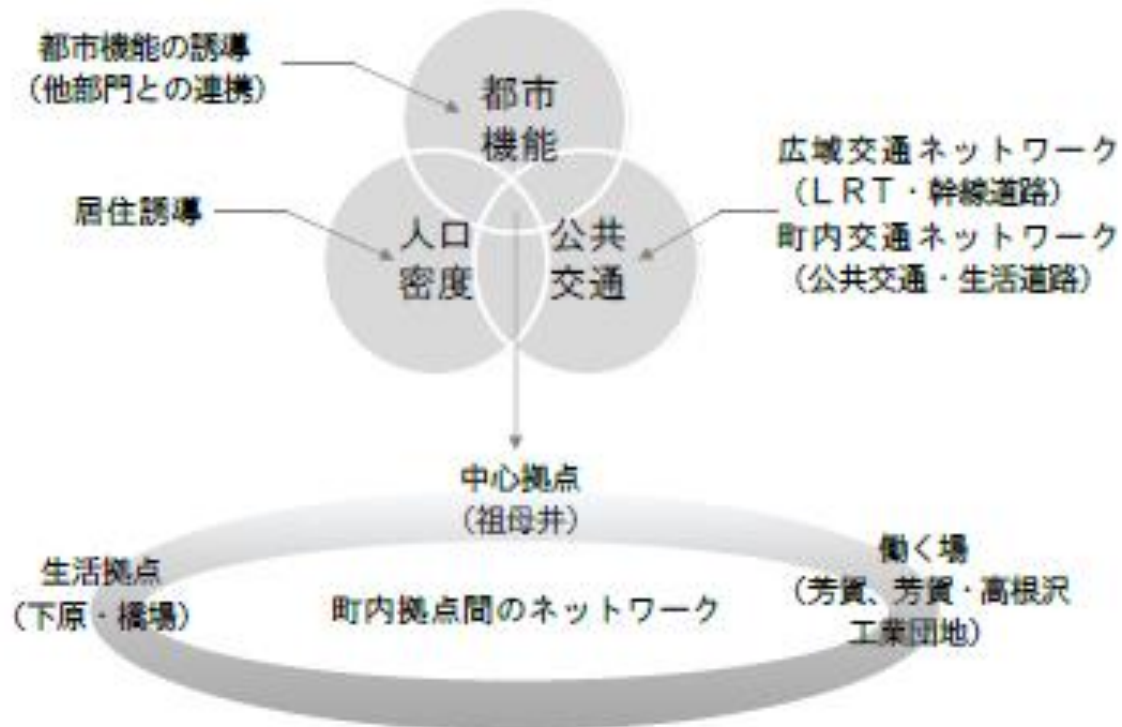 都市機能の誘導
（他部門との連携）
都市
機能
広域交通ネットワーク
（ＬＲＴ・幹線道路）
町内交通ネットワーク
（公共交通・生活道路）
居住誘導
人口
密度
公共
交通
中心拠点
（祖母井）
生活拠点
（下原・橋場）
町内拠点間のネットワーク
働く場
（芳賀、芳賀・高根沢
工業団地）